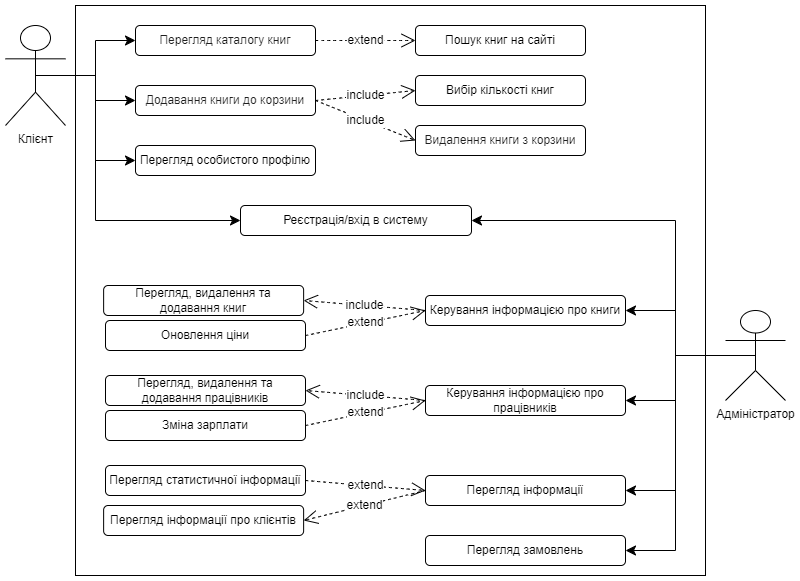 Перегляд каталогу книг
extend
Пошук книг на сайті
Клієнт
Додавання книги до корзини
include
Вибір кількості книг
include
Видалення книги з корзини
Перегляд особистого профілю
Реєстрація/вхід в систему
Перегляд, видалення та
додавання книг
include
Керування інформацією про книги
extend
Оновлення ціни
Перегляд, видалення та
додавання працівників
include
Керування інформацією про
працівників
extend
Зміна зарплати
Адміністратор
Перегляд статистичної інформації
extend
Перегляд інформації
extend
Перегляд інформації про клієнтів
Перегляд замовлень